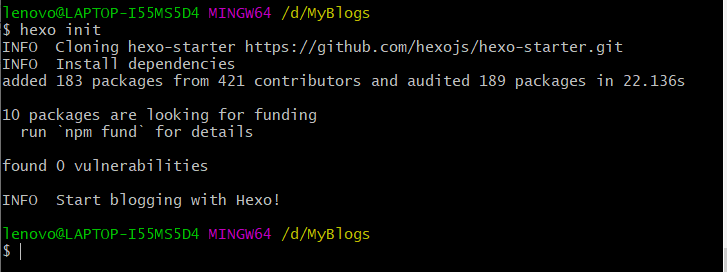 lenovo@LAPTOP-I55MS5D4 MINGW64 /d/MyBlogs
$ hexo init
INFO  Cloning hexo-starter https://github.com/hexojs/hexo-starter.git
INFO  Install dependencies
added 183 packages from 421 contributors and audited 189 packages in 22.136s
10 packages are looking for funding
  run `npm fund` for details
found 0 vulnerabilities
INFO  Start blogging with Hexo!
lenovo@LAPTOP-I55MS5D4 MINGW64 /d/MyBlogs
$